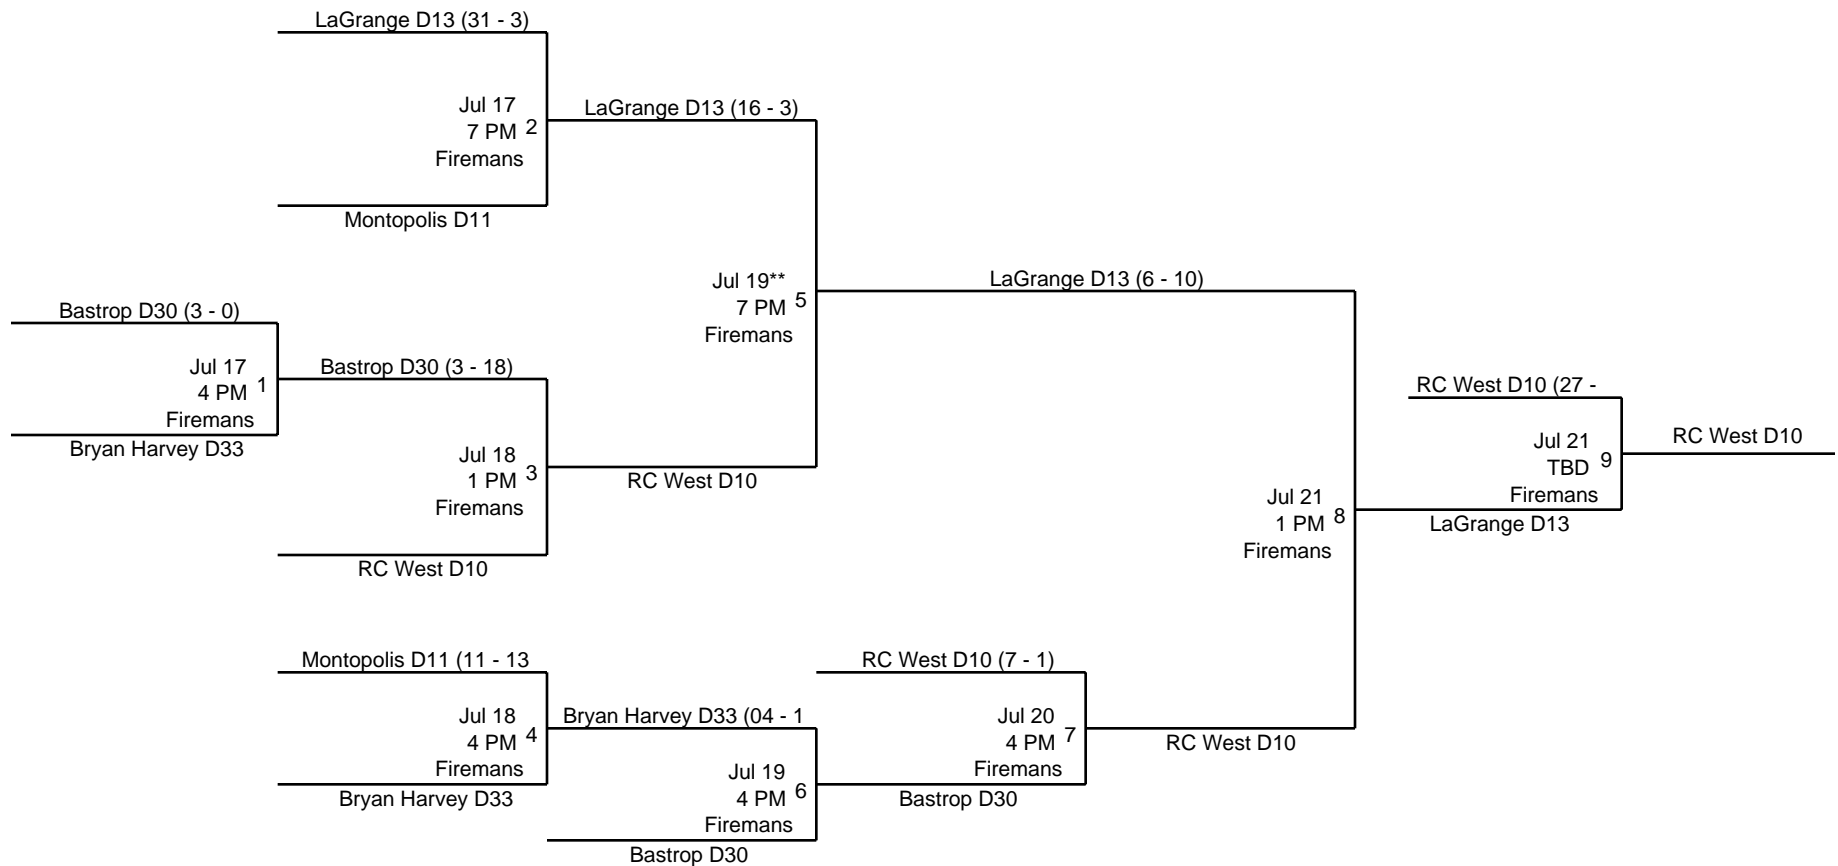 LaGrange D13 (31 - 3)
Jul 17
7 PM 2
Firemans
Montopolis D11
LaGrange D13 (16 - 3)
Jul 19**
7 PM 5
Firemans
LaGrange D13 (6 - 10)
Bastrop D30 (3 - 0)
Jul 17
4 PM 1
Firemans
Bryan Harvey D33
Bastrop D30 (3 - 18)
Jul 18
1 PM 3
Firemans
RC West D10
RC West D10
RC West D10 (27 -
Jul 21
TBD 9
Firemans
LaGrange D13
RC West D10
Jul 21
1 PM 8
Firemans
Montopolis D11 (11 - 13
Jul 18
4 PM 4
Firemans
Bryan Harvey D33
Bryan Harvey D33 (04 - 1
Jul 19
4 PM 6
Firemans
Bastrop D30
RC West D10 (7 - 1)
Jul 20
4 PM 7
Firemans
Bastrop D30
RC West D10